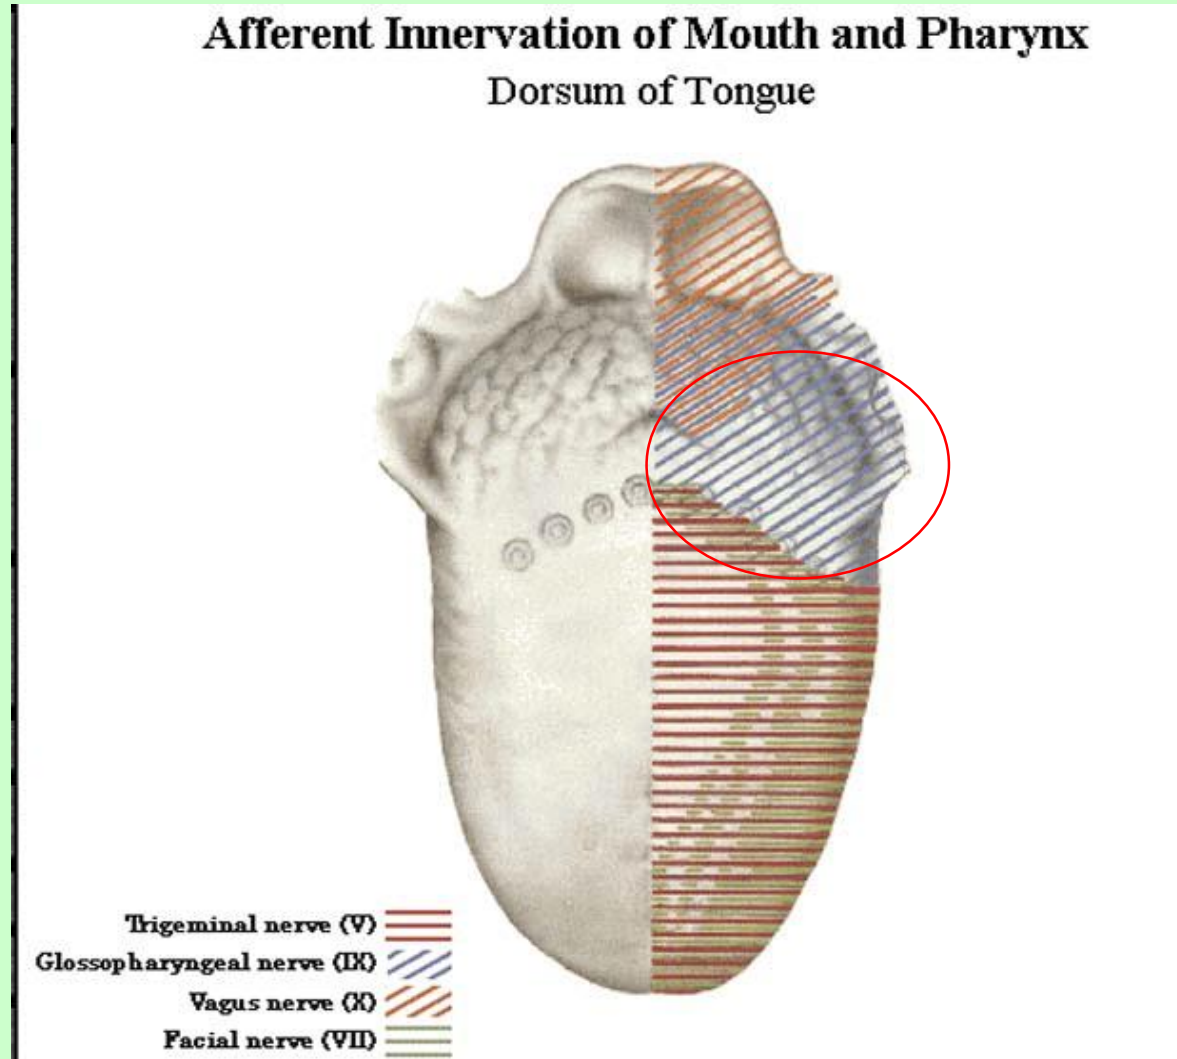 Afferent Innervation of Mouth and Pharynx
Dorsum of Tongue
Trigeminal nerve (V)
Glossopharyngeal nerve (IX)
Vagus nerve (X)
Facial nerve (VII)